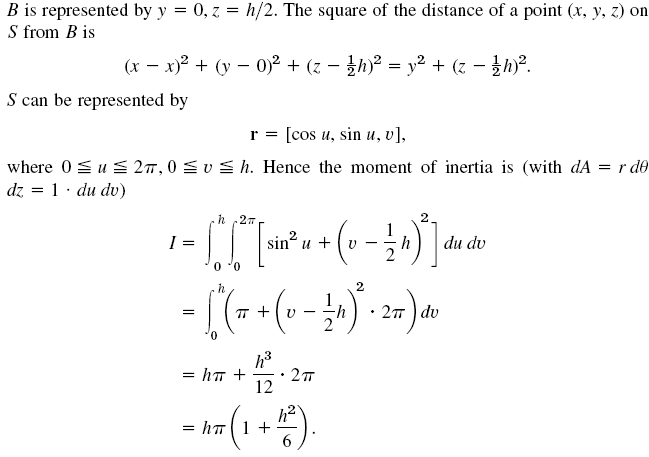 B is represented by y = 0, z = h/2. The square of the distance of a point (x, y, z) on
S from B is
(x − x)² + (y − 0)² + (z − ½h)² = y² + (z − ½h)².
S can be represented by
r = [cos u, sin u, v],
where 0 ≦ u ≦ 2π, 0 ≦ v ≦ h. Hence the moment of inertia is (with dA = r dθ
dz = 1 · du dv)
I = ∫₀ʰ ∫₀²π [sin² u + (v − 1/2 h)²] du dv
= ∫₀ʰ (π + (v − 1/2 h)² · 2π) dv
= hπ + h³/12 · 2π
= hπ (1 + h²/6).